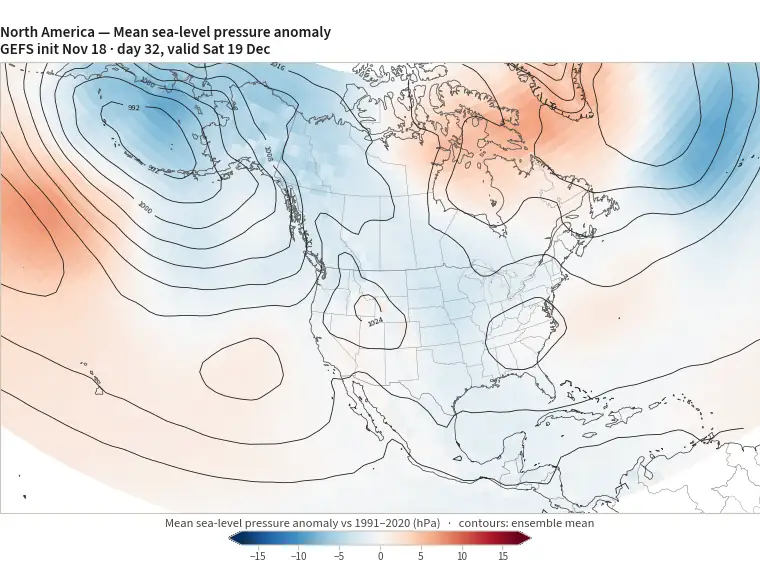 North America — Mean sea-level pressure anomaly
GEFS init Nov 18 · day 32, valid Sat 19 Dec
1016
1000
992
1008
1000
1024
Mean sea-level pressure anomaly vs 1991–2020 (hPa) · contours: ensemble mean
−15 −10 −5 0 5 10 15